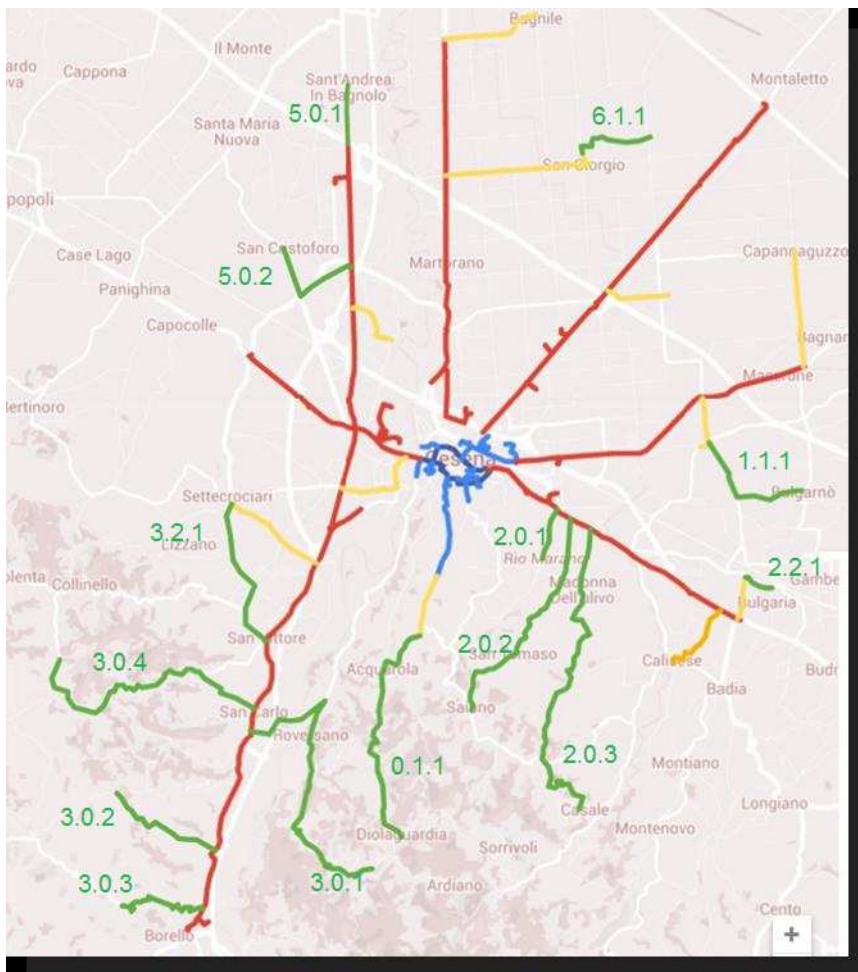 Bagnile
Il Monte
Cappona
Sant'Andrea
In Bagnolo
Montaletto
5.0.1
6.1.1
Santa Maria
Nuova
San Giorgio
popoli
San Cristoforo
Case Lago
Martorano
Capannaguzzo
5.0.2
Panighina
Capocolle
Bagnar
Macerone
Bertinoro
Cesena
1.1.1
Settecrociari
Bulgarnò
3.2.1
2.0.1
Lizzano
Rio Marano
2.2.1
Collinello
Madonna
Dell'ulivo
Gambe
Bulgaria
San Vittore
2.0.2
3.0.4
San Tomaso
Calisese
Acquarola
Budr
Badia
San Carlo
Saiano
Roversano
2.0.3
0.1.1
Montiano
3.0.2
Casale
Longiano
Diolaguardia
Montenovo
Sorrivoli
3.0.3
3.0.1
Ardiano
Cento
Borello
+